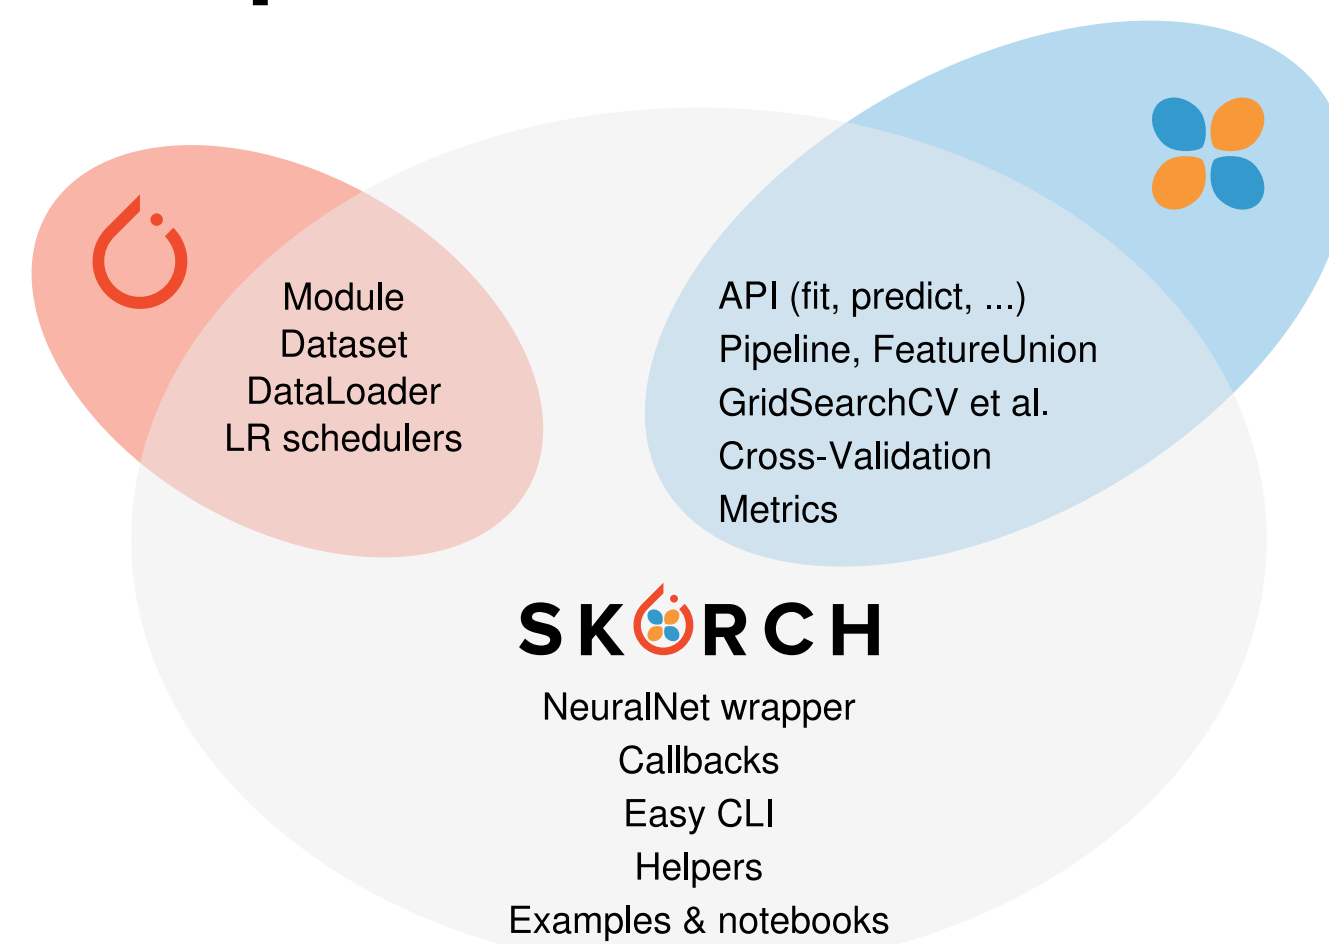 Module
Dataset
DataLoader
LR schedulers
API (fit, predict, ...)
Pipeline, FeatureUnion
GridSearchCV et al.
Cross-Validation
Metrics
SKORCH
NeuralNet wrapper
Callbacks
Easy CLI
Helpers
Examples & notebooks